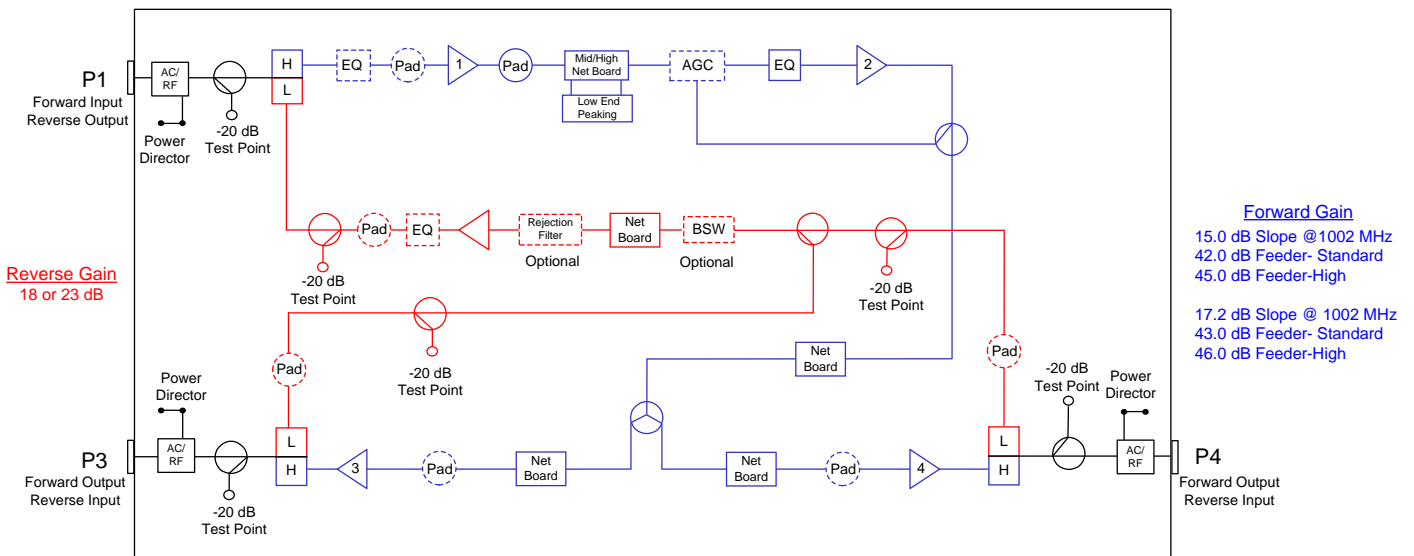 P1
Forward Input
Reverse Output
AC/
RF
Power
Director
-20 dB
Test Point
H
L
EQ
Pad
1
Pad
Mid/High
Net Board
Low End
Peaking
AGC
EQ
2
-20 dB
Test Point
Pad
EQ
Rejection
Filter
Optional
Net
Board
BSW
Optional
-20 dB
Test Point
Reverse Gain
18 or 23 dB
Forward Gain
15.0 dB Slope @1002 MHz
42.0 dB Feeder- Standard
45.0 dB Feeder-High
17.2 dB Slope @ 1002 MHz
43.0 dB Feeder- Standard
46.0 dB Feeder-High
-20 dB
Test Point
Pad
Net
Board
Pad
P3
Forward Output
Reverse Input
Power
Director
AC/
RF
-20 dB
Test Point
L
H
3
Pad
Net
Board
Net
Board
Pad
4
L
H
-20 dB
Test Point
Power
Director
AC/
RF
P4
Forward Output
Reverse Input